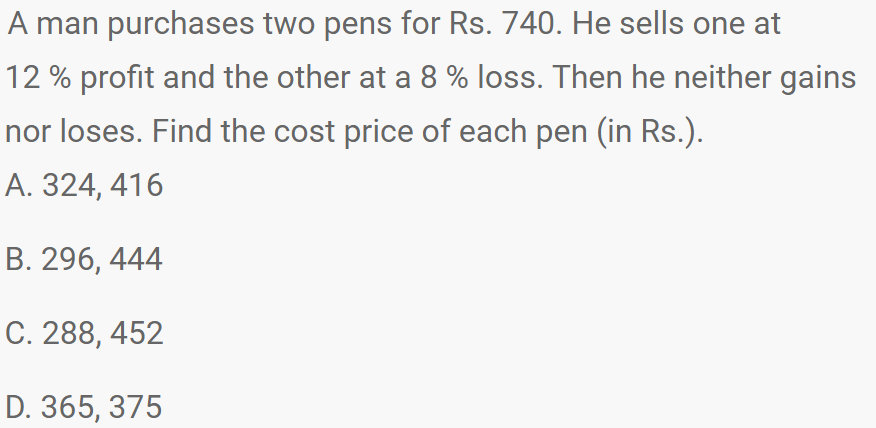 A man purchases two pens for Rs. 740. He sells one at
12 % profit and the other at a 8 % loss. Then he neither gains
nor loses. Find the cost price of each pen (in Rs.).
A. 324, 416
B. 296, 444
C. 288, 452
D. 365, 375